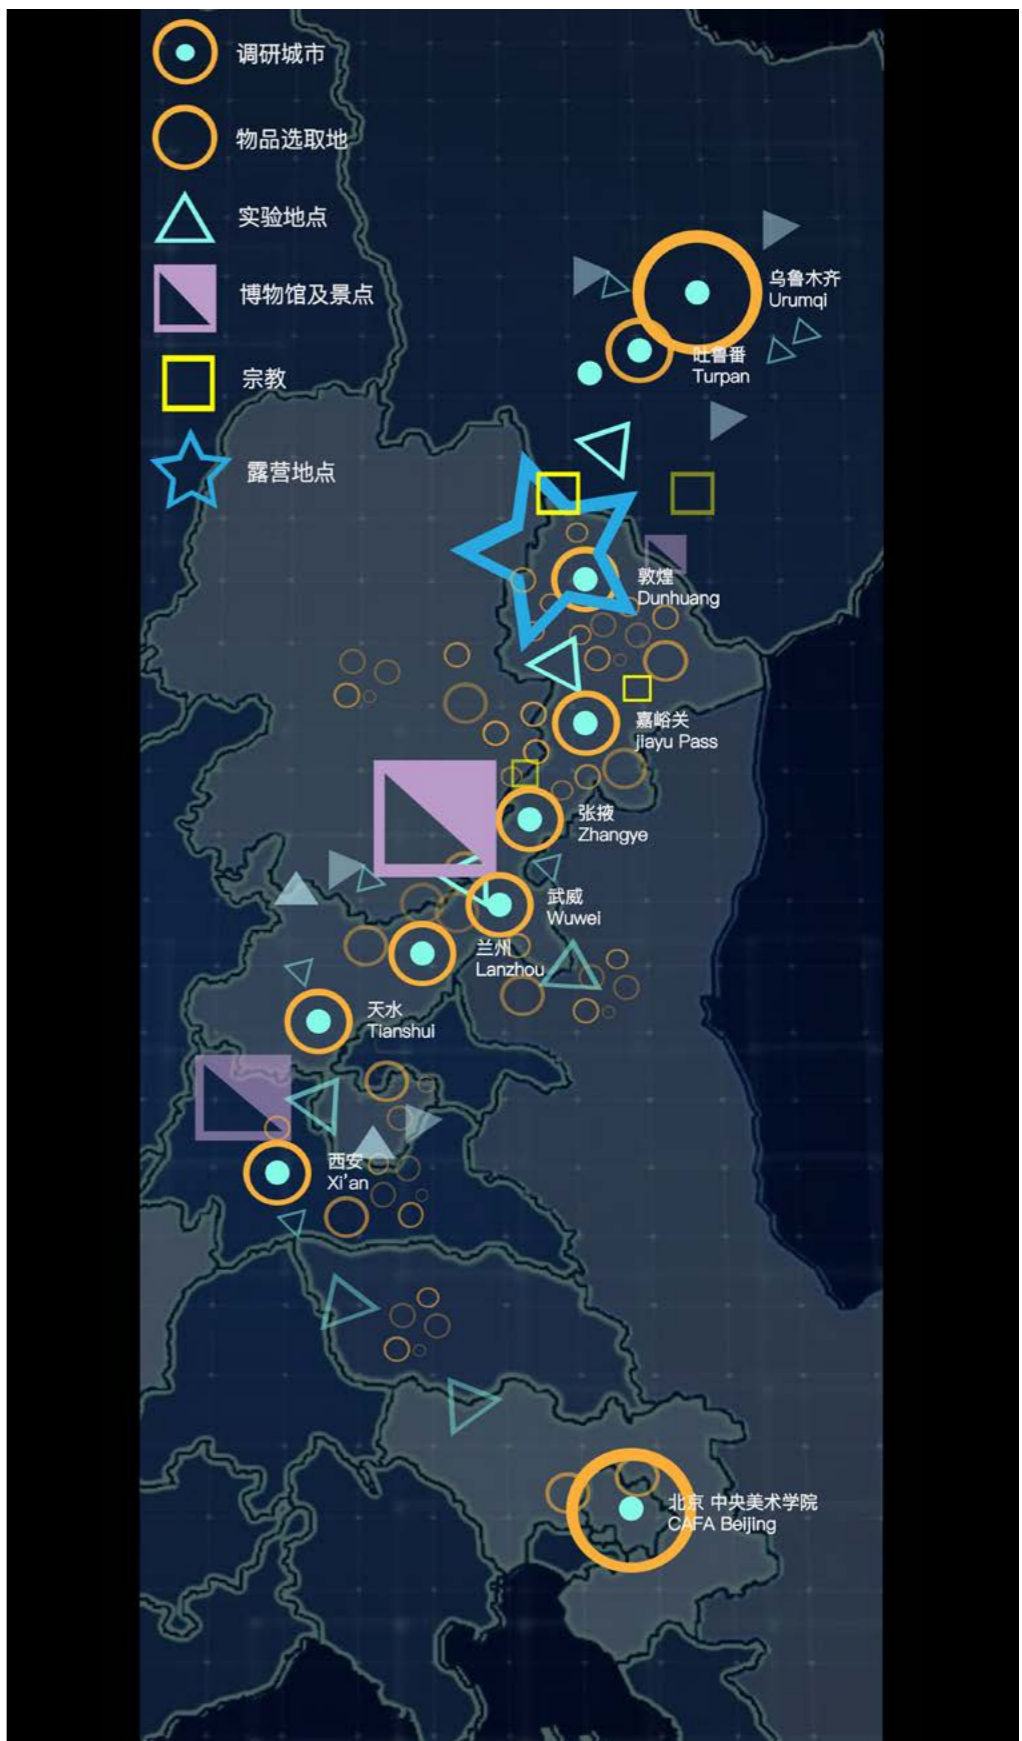 调研城市
物品选取地
实验地点
博物馆及景点
宗教
露营地点
乌鲁木齐
Urumqi
吐鲁番
Turpan
敦煌
Dunhuang
嘉峪关
jiayu Pass
张掖
Zhangye
武威
Wuwei
兰州
Lanzhou
天水
Tianshui
西安
Xi'an
北京 中央美术学院
CAFA Beijing